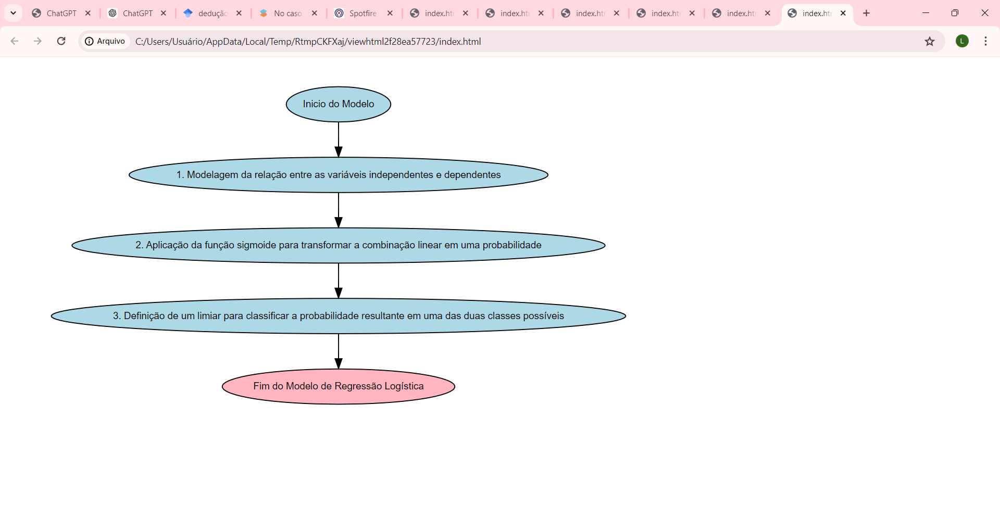 ChatGPT
ChatGPT
dedução
No caso
Spotfire
index.ht
index.ht
index.ht
index.ht
index.ht
index.ht
Arquivo
C:/Users/Usuário/AppData/Local/Temp/RtmpCKFXaj/viewhtml2f28ea57723/index.html
L
Inicio do Modelo
1. Modelagem da relação entre as variáveis independentes e dependentes
2. Aplicação da função sigmoide para transformar a combinação linear em uma probabilidade
3. Definição de um limiar para classificar a probabilidade resultante em uma das duas classes possíveis
Fim do Modelo de Regressão Logística